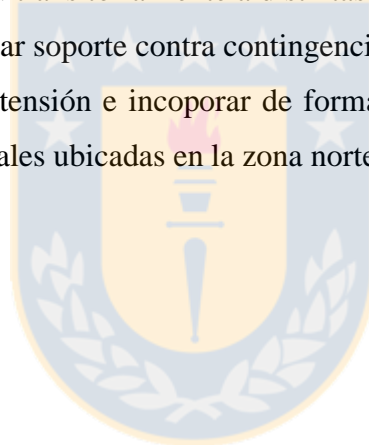 ar soporte contra contingenci
tensión e incoporar de forma
ales ubicadas en la zona norte